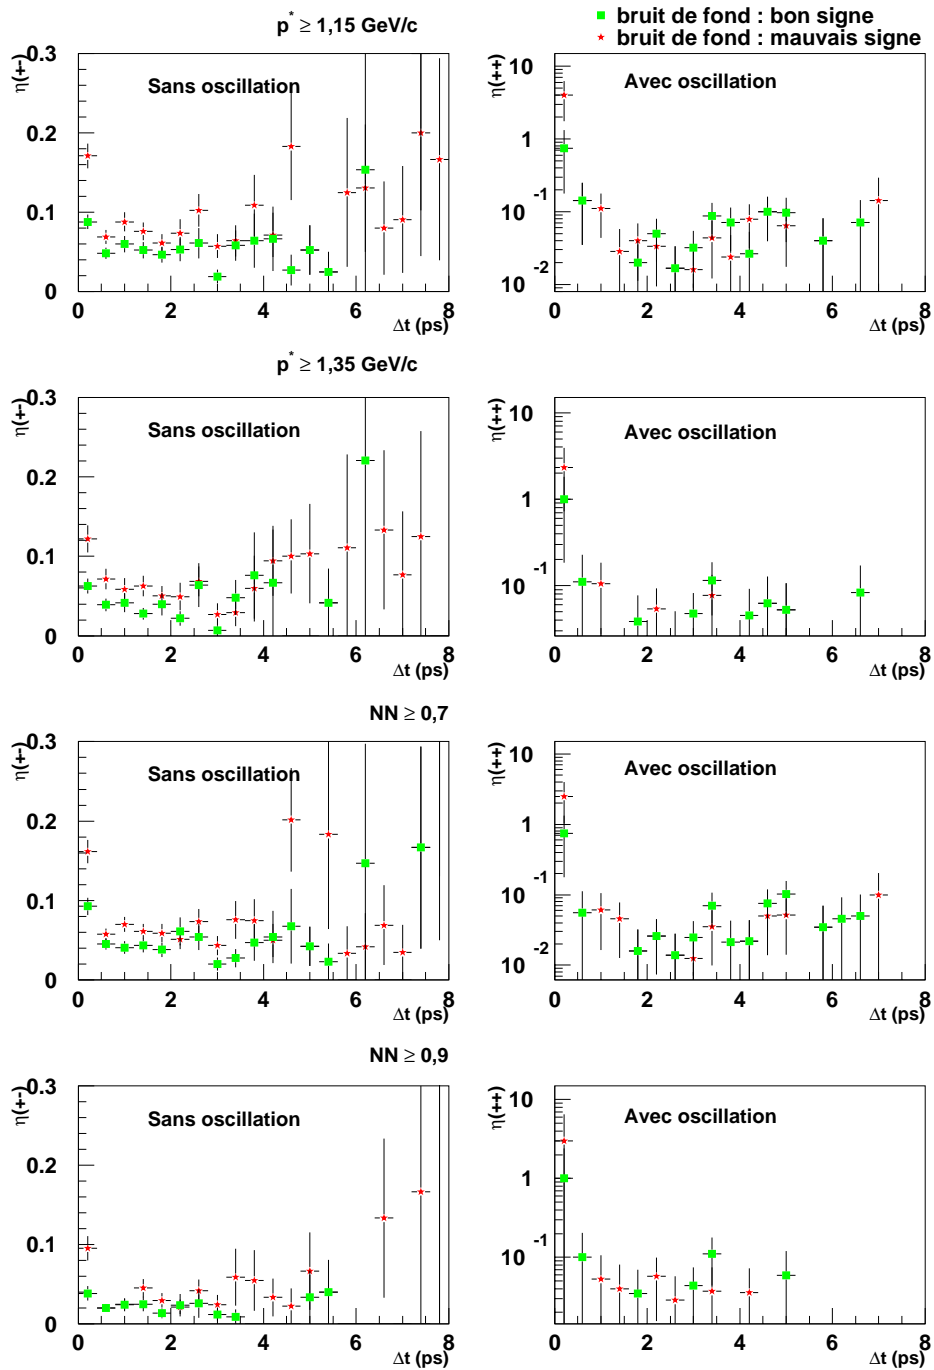 p* ≥ 1,15 GeV/c
bruit de fond : bon signe
bruit de fond : mauvais signe
η(+-)
Sans oscillation
0.3
0.2
0.1
0
0 2 4 6 8
Δt (ps)
η(++)
Avec oscillation
10
1
10 -1
10 -2
0 2 4 6 8
Δt (ps)
p* ≥ 1,35 GeV/c
η(+-)
Sans oscillation
0.3
0.2
0.1
0
0 2 4 6 8
Δt (ps)
η(++)
Avec oscillation
10
1
10 -1
0 2 4 6 8
Δt (ps)
NN ≥ 0,7
η(+-)
Sans oscillation
0.3
0.2
0.1
0
0 2 4 6 8
Δt (ps)
η(++)
Avec oscillation
10
1
10 -1
10 -2
0 2 4 6 8
Δt (ps)
NN ≥ 0,9
η(+-)
Sans oscillation
0.3
0.2
0.1
0
0 2 4 6 8
Δt (ps)
η(++)
Avec oscillation
10
1
10 -1
0 2 4 6 8
Δt (ps)